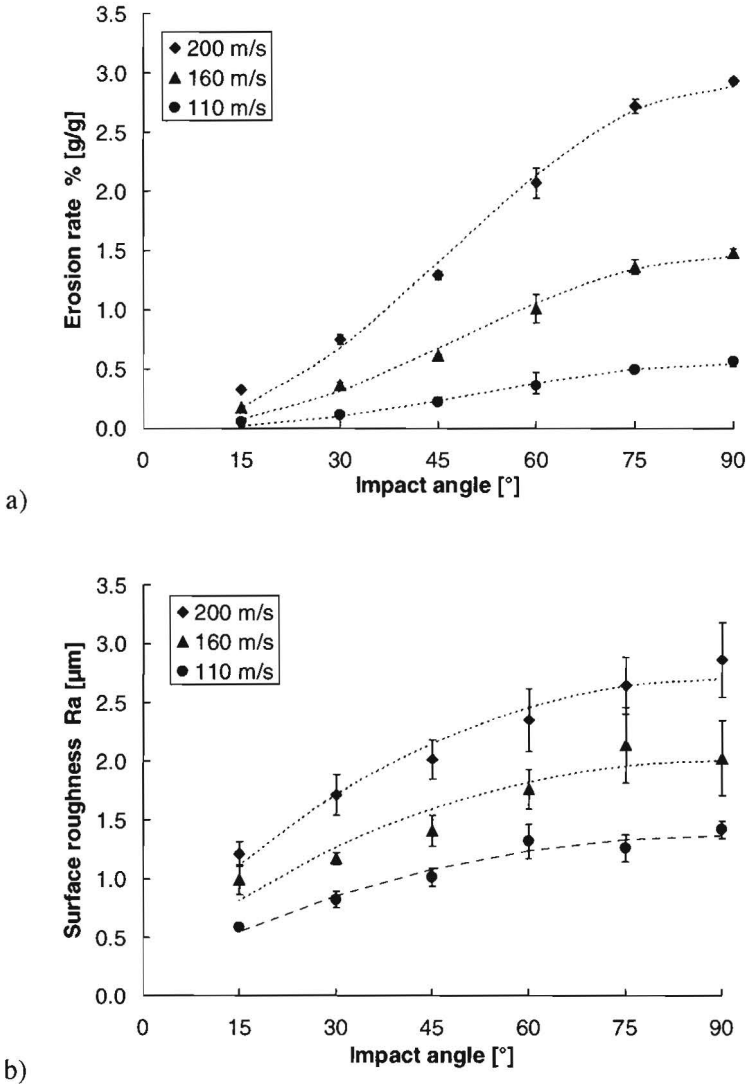 3.5
3.0
2.5
2.0
1.5
1.0
0.5
0.0
Erosion rate % [g/g]
200 m/s
160 m/s
110 m/s
0 15 30 45 60 75 90
Impact angle [°]
a)
3.5
3.0
2.5
2.0
1.5
1.0
0.5
0.0
Surface roughness Ra [µm]
200 m/s
160 m/s
110 m/s
0 15 30 45 60 75 90
Impact angle [°]
b)